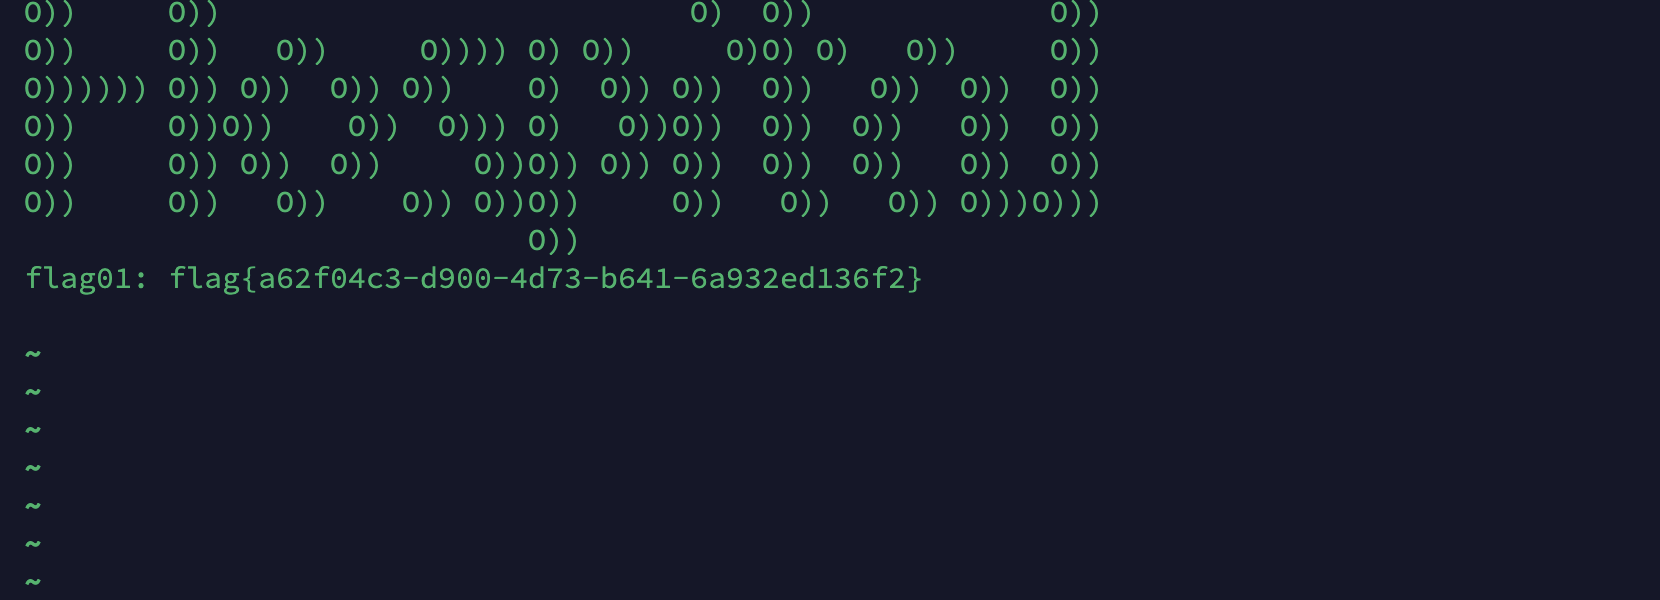 O))     O))                          O)  O))             O))
O))     O))   O))     O)))) O) O))     O)O) O)   O))     O))
O)))))) O)) O))  O)) O))    O)  O)) O))  O))   O))  O))  O))
O))     O))O))    O))  O))) O)   O))O))  O))  O))   O))  O))
O))     O)) O))  O))     O))O)) O)) O))  O))  O))   O))  O))
O))     O))   O))    O)) O))O))     O))   O))   O)) O)))O)))
                            O))
flag01: flag{a62f04c3-d900-4d73-b641-6a932ed136f2}
~
~
~
~
~
~
~